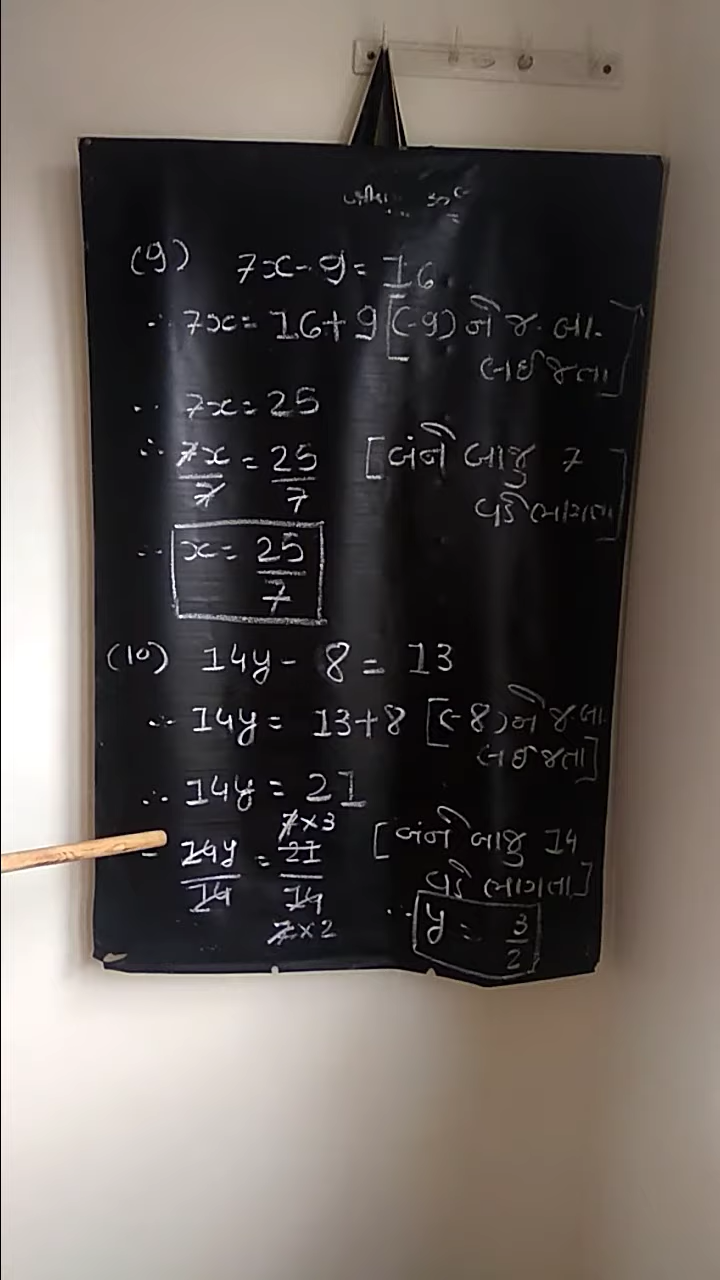 (9) 7x - 9 = 16
∴ 7x = 16 + 9 [(-9) ને જ. બા.
લઈ જતા]
∴ 7x = 25
∴ 7x/7 = 25/7 [બંને બાજુ 7
વડે ભાગતા]
∴ x = 25/7
(10) 14y - 8 = 13
∴ 14y = 13 + 8 [(-8) ને જ. બા.
લઈ જતા]
∴ 14y = 21
7×3
14y/14 = 21/14 [બંને બાજુ 14
વડે ભાગતા]
7×2
∴ y = 3/2